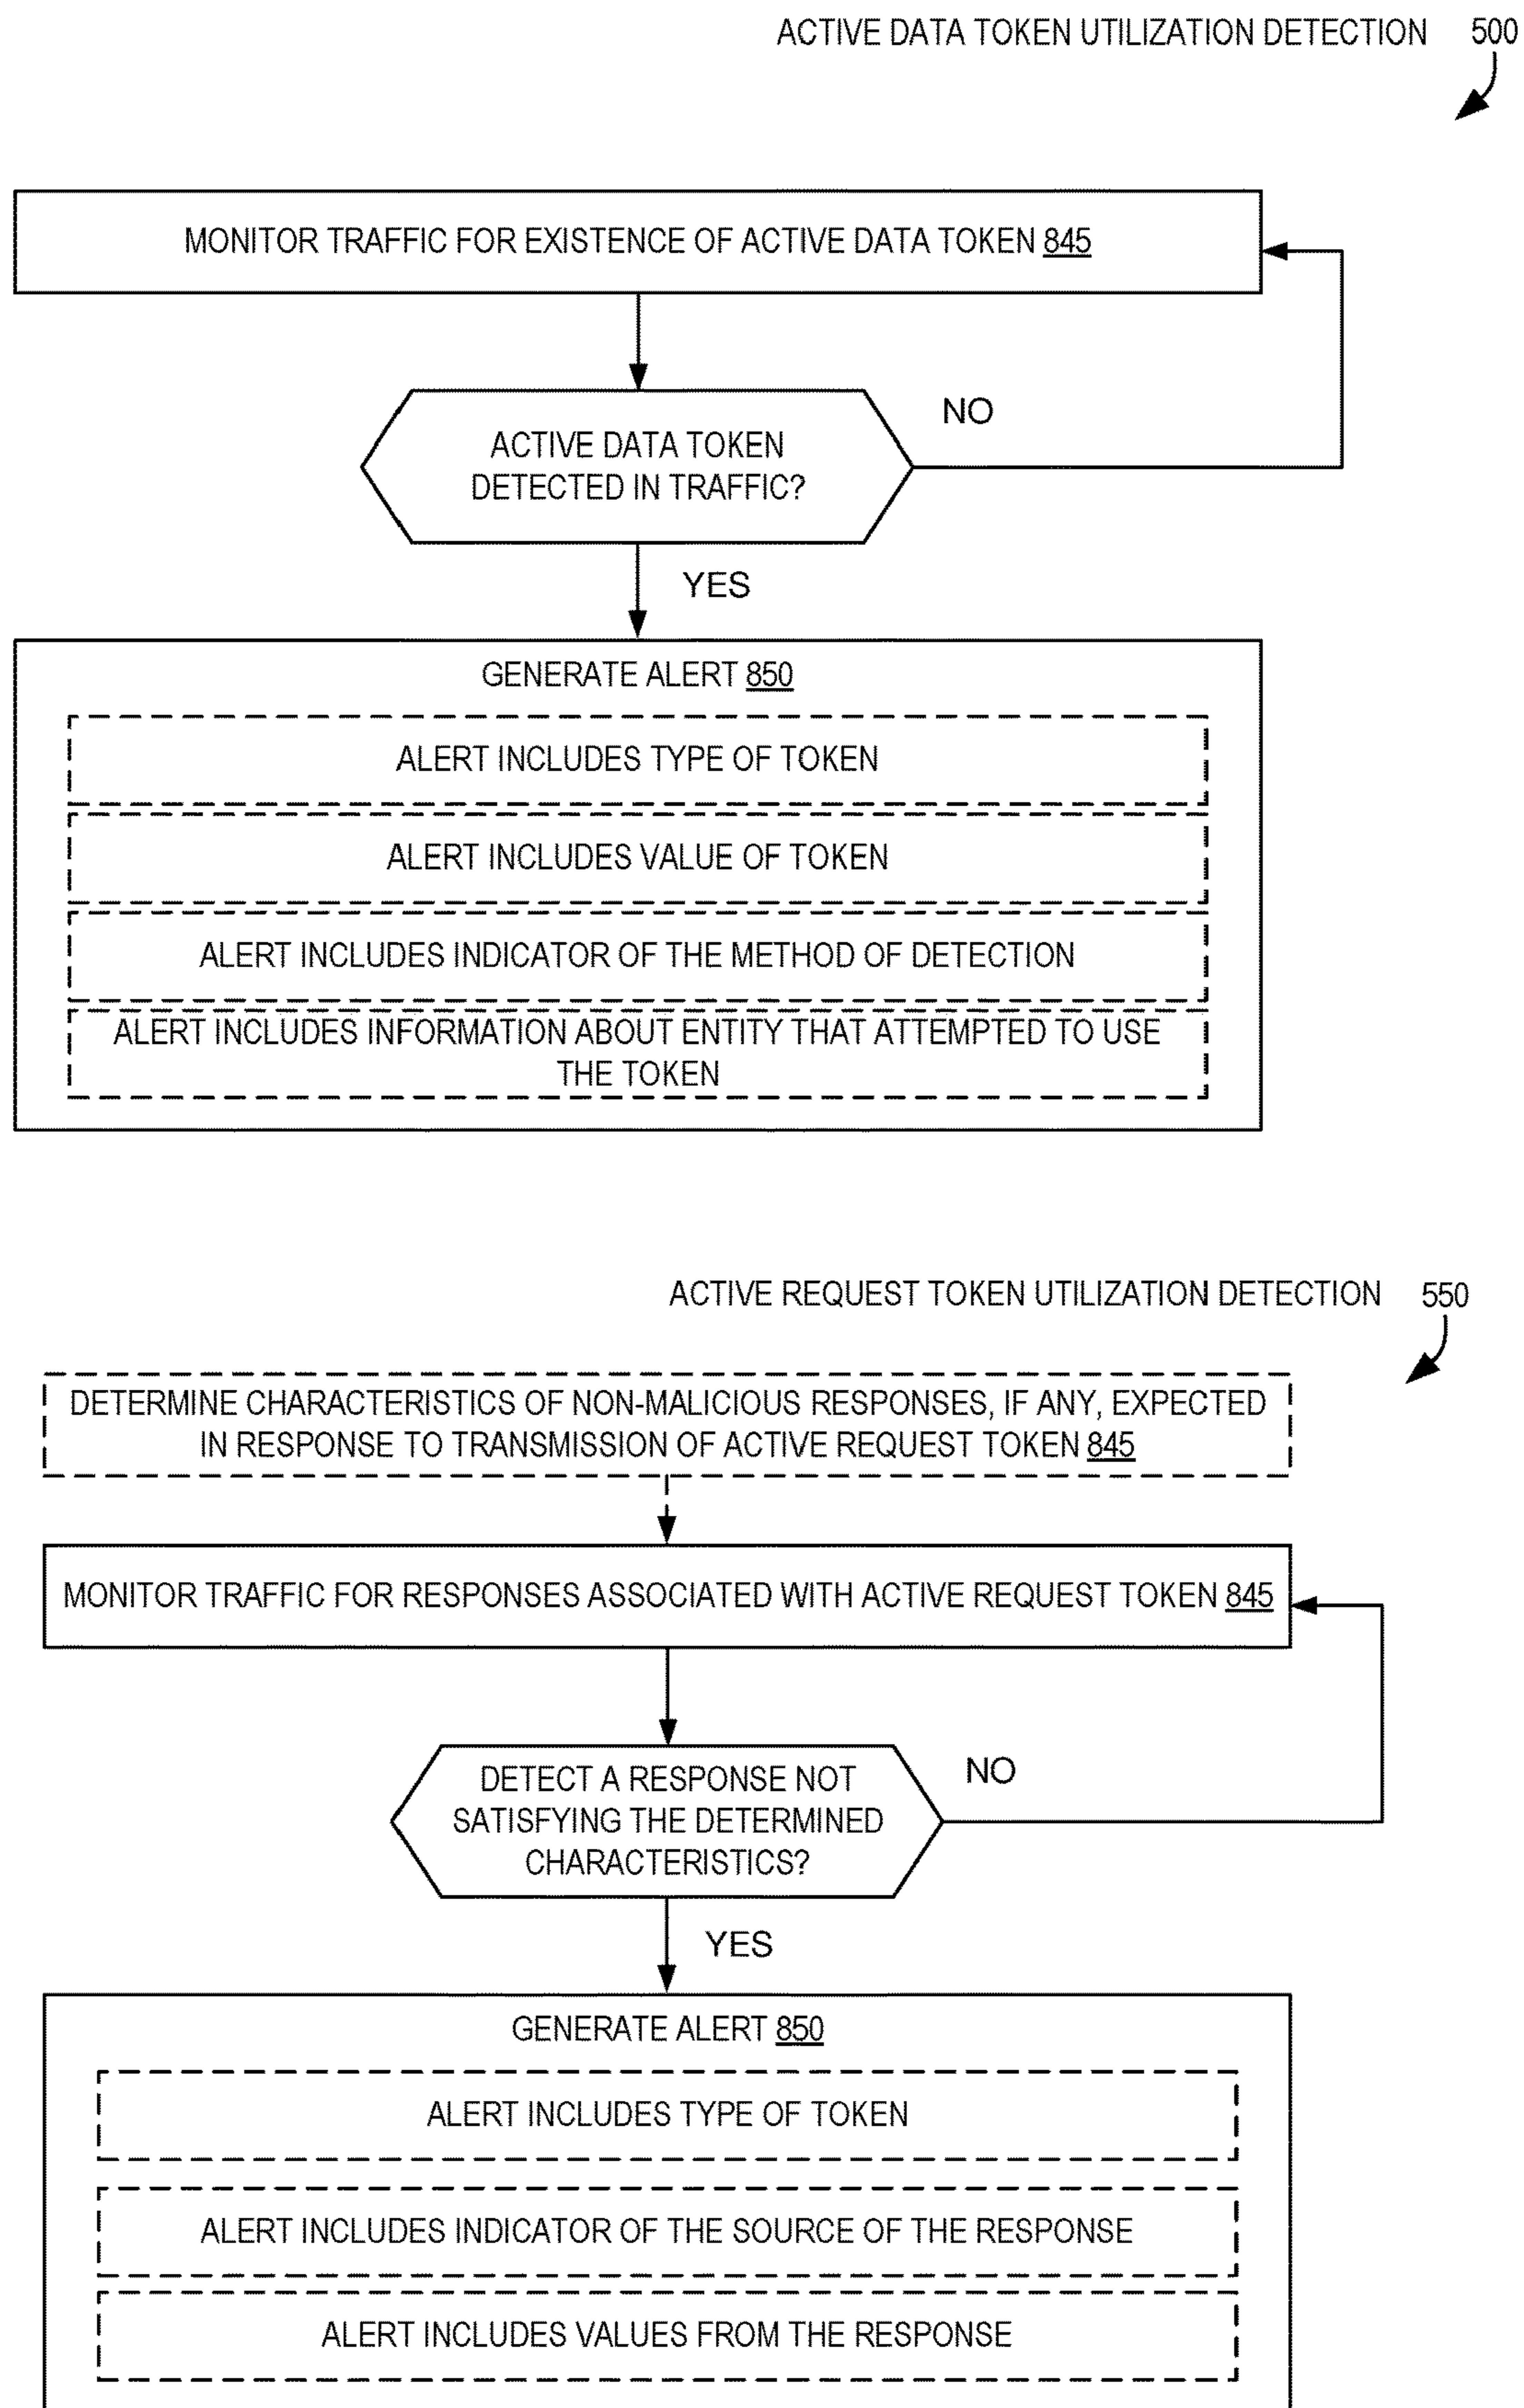 ACTIVE DATA TOKEN UTILIZATION DETECTION 500
MONITOR TRAFFIC FOR EXISTENCE OF ACTIVE DATA TOKEN 845
ACTIVE DATA TOKEN
DETECTED IN TRAFFIC?
NO
YES
GENERATE ALERT 850
ALERT INCLUDES TYPE OF TOKEN
ALERT INCLUDES VALUE OF TOKEN
ALERT INCLUDES INDICATOR OF THE METHOD OF DETECTION
ALERT INCLUDES INFORMATION ABOUT ENTITY THAT ATTEMPTED TO USE
THE TOKEN
ACTIVE REQUEST TOKEN UTILIZATION DETECTION 550
DETERMINE CHARACTERISTICS OF NON-MALICIOUS RESPONSES, IF ANY, EXPECTED
IN RESPONSE TO TRANSMISSION OF ACTIVE REQUEST TOKEN 845
MONITOR TRAFFIC FOR RESPONSES ASSOCIATED WITH ACTIVE REQUEST TOKEN 845
DETECT A RESPONSE NOT
SATISFYING THE DETERMINED
CHARACTERISTICS?
NO
YES
GENERATE ALERT 850
ALERT INCLUDES TYPE OF TOKEN
ALERT INCLUDES INDICATOR OF THE SOURCE OF THE RESPONSE
ALERT INCLUDES VALUES FROM THE RESPONSE